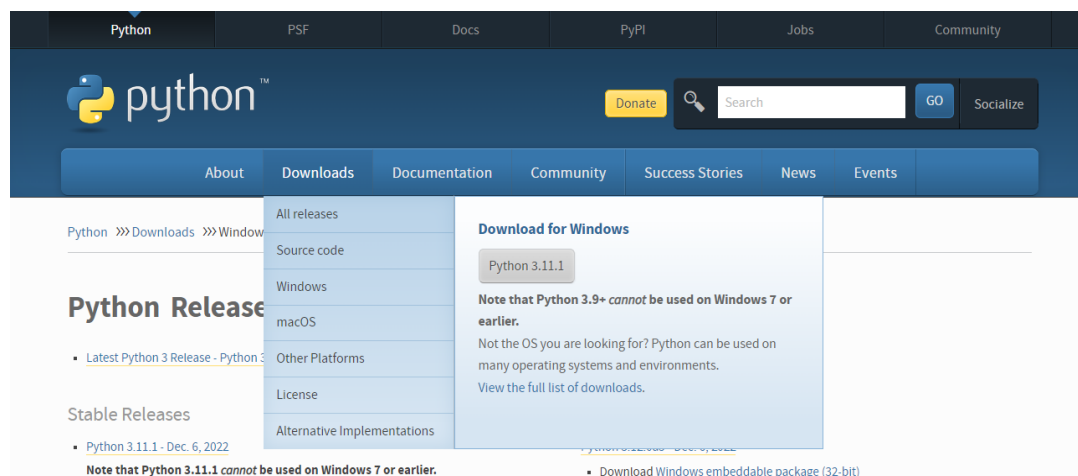 Python PSF Docs PyPI Jobs Community
python™
Donate Search GO Socialize
About Downloads Documentation Community Success Stories News Events
Python >>> Downloads >>> Window
All releases
Source code
Windows
macOS
Other Platforms
License
Alternative Implementations
Download for Windows
Python 3.11.1
Note that Python 3.9+ cannot be used on Windows 7 or
earlier.
Not the OS you are looking for? Python can be used on
many operating systems and environments.
View the full list of downloads.
Python Release
Latest Python 3 Release - Python 3
Stable Releases
Python 3.11.1 - Dec. 6, 2022
Note that Python 3.11.1 cannot be used on Windows 7 or earlier.
Download Windows embeddable package (32-bit)